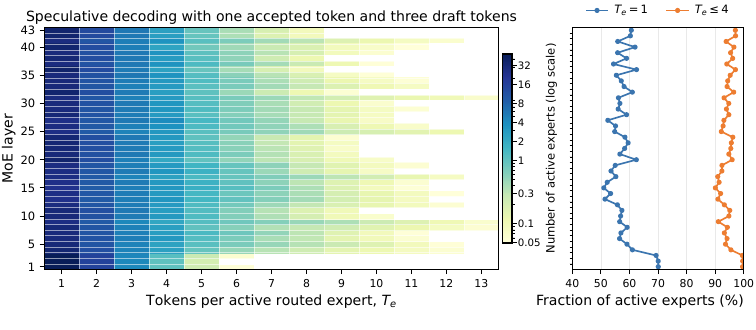 Speculative decoding with one accepted token and three draft tokens
MoE layer
43
40
35
30
25
20
15
10
5
1
1 2 3 4 5 6 7 8 9 10 11 12 13
Tokens per active routed expert, Te
32
16
8
4
2
1
0.3
0.1
0.05
Number of active experts (log scale)
Te = 1
Te ≤ 4
40 50 60 70 80 90 100
Fraction of active experts (%)